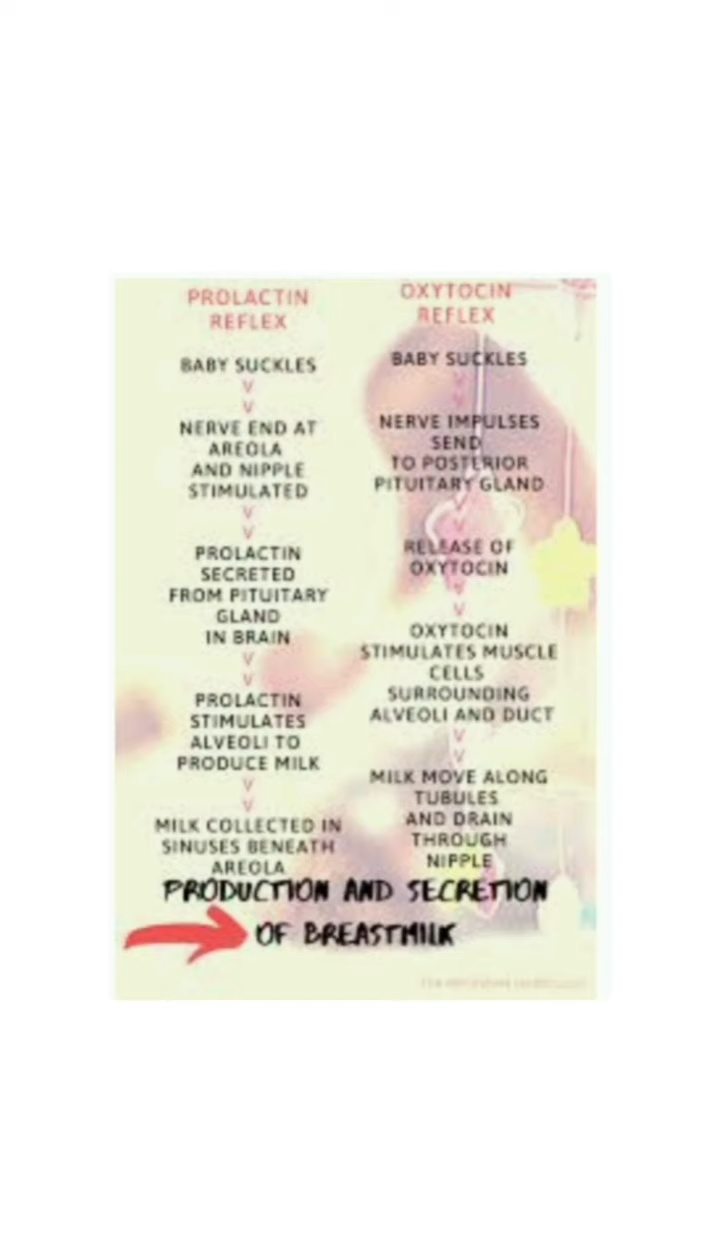 PROLACTIN
REFLEX
BABY SUCKLES
V
V
NERVE END AT
AREOLA
AND NIPPLE
STIMULATED
V
V
PROLACTIN
SECRETED
FROM PITUITARY
GLAND
IN BRAIN
V
V
PROLACTIN
STIMULATES
ALVEOLI TO
PRODUCE MILK
V
V
MILK COLLECTED IN
SINUSES BENEATH
AREOLA
OXYTOCIN
REFLEX
BABY SUCKLES
V
V
NERVE IMPULSES
SEND
TO POSTERIOR
PITUITARY GLAND
V
V
RELEASE OF
OXYTOCIN
V
V
OXYTOCIN
STIMULATES MUSCLE
CELLS
SURROUNDING
ALVEOLI AND DUCT
V
V
MILK MOVE ALONG
TUBULES
AND DRAIN
THROUGH
NIPPLE
PRODUCTION AND SECRETION
OF BREASTMILK